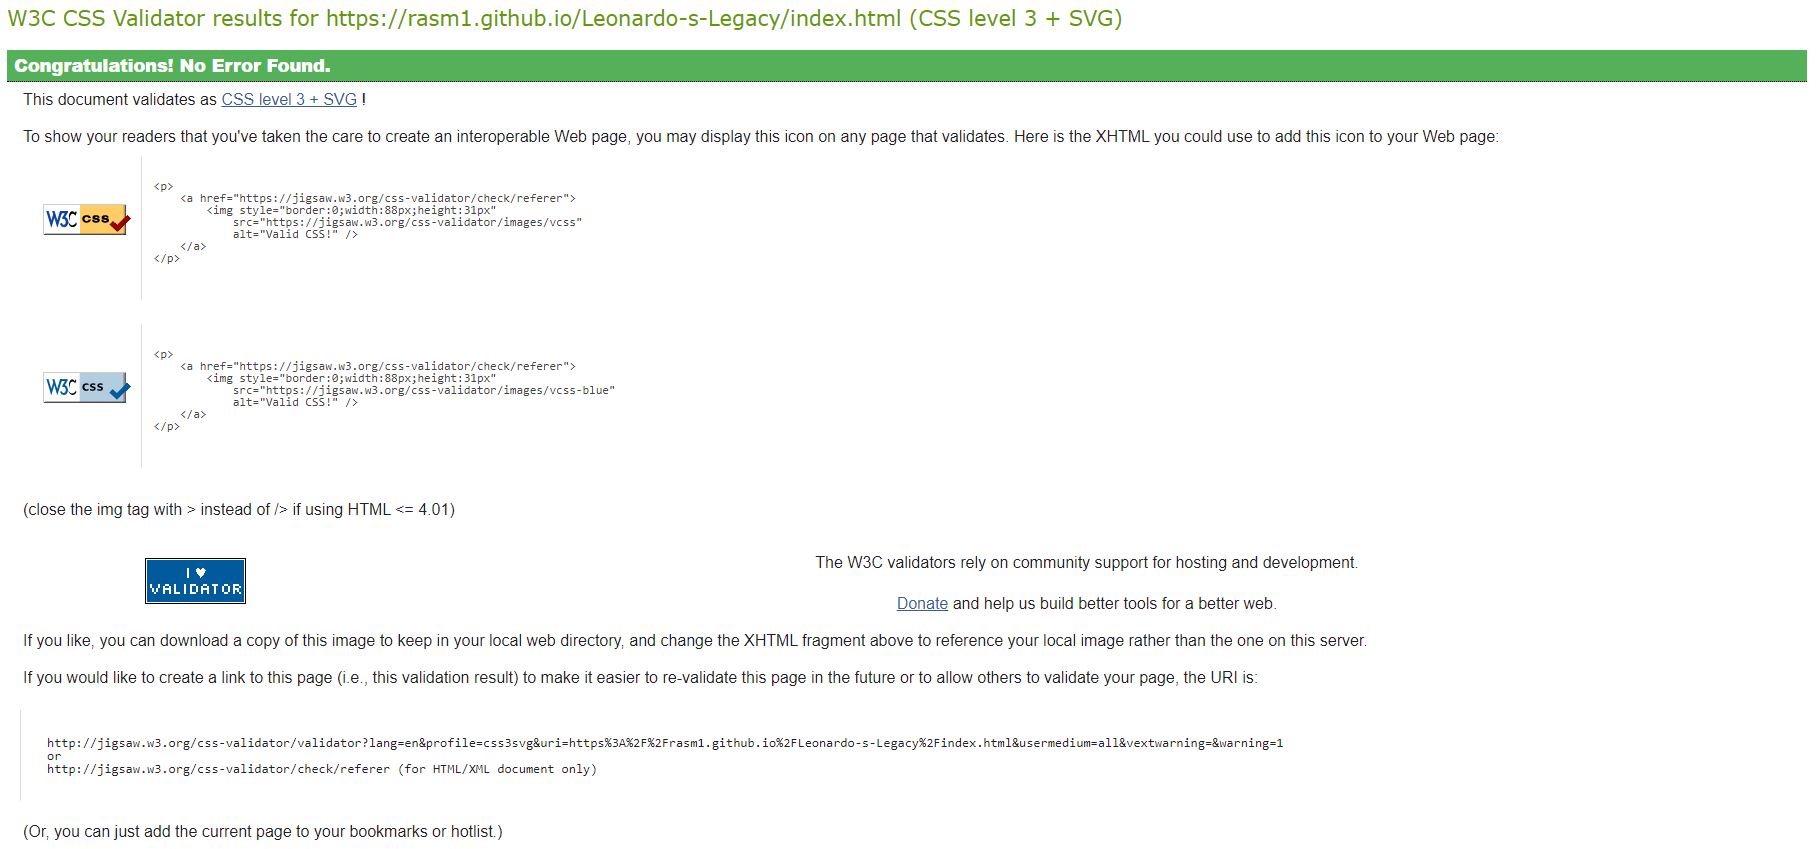 W3C CSS Validator results for https://rasm1.github.io/Leonardo-s-Legacy/index.html (CSS level 3 + SVG)
Congratulations! No Error Found.
This document validates as CSS level 3 + SVG !
To show your readers that you've taken the care to create an interoperable Web page, you may display this icon on any page that validates. Here is the XHTML you could use to add this icon to your Web page:
W3C css
<p>
<a href="https://jigsaw.w3.org/css-validator/check/referer">
<img style="border:0;width:88px;height:31px"
src="https://jigsaw.w3.org/css-validator/images/vcss"
alt="Valid CSS!" />
</a>
</p>
W3C css
<p>
<a href="https://jigsaw.w3.org/css-validator/check/referer">
<img style="border:0;width:88px;height:31px"
src="https://jigsaw.w3.org/css-validator/images/vcss-blue"
alt="Valid CSS!" />
</a>
</p>
(close the img tag with > instead of /> if using HTML <= 4.01)
I ♥
VALIDATOR
The W3C validators rely on community support for hosting and development.
Donate and help us build better tools for a better web.
If you like, you can download a copy of this image to keep in your local web directory, and change the XHTML fragment above to reference your local image rather than the one on this server.
If you would like to create a link to this page (i.e., this validation result) to make it easier to re-validate this page in the future or to allow others to validate your page, the URI is:
http://jigsaw.w3.org/css-validator/validator?lang=en&profile=css3svg&uri=https%3A%2F%2Frasm1.github.io%2FLeonardo-s-Legacy%2Findex.html&usermedium=all&vextwarning=&warning=1
or
http://jigsaw.w3.org/css-validator/check/referer (for HTML/XML document only)
(Or, you can just add the current page to your bookmarks or hotlist.)